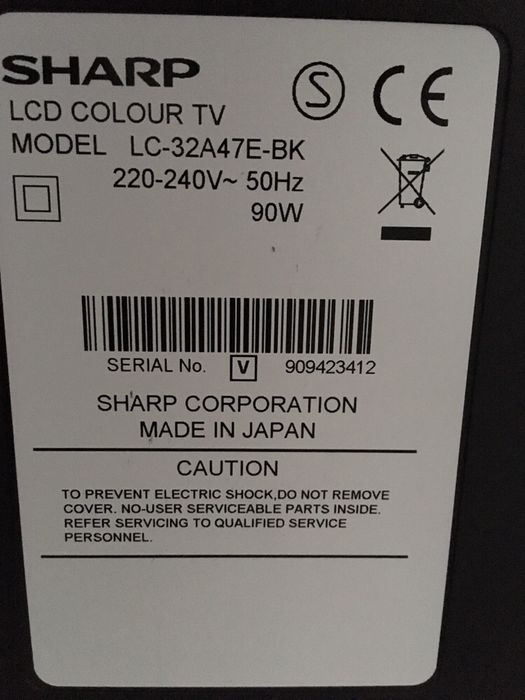 SHARP
S
CE
LCD COLOUR TV
MODEL LC-32A47E-BK
220-240V~ 50Hz
90W
SERIAL No. V 909423412
SHARP CORPORATION
MADE IN JAPAN
CAUTION
TO PREVENT ELECTRIC SHOCK,DO NOT REMOVE
COVER. NO-USER SERVICEABLE PARTS INSIDE.
REFER SERVICING TO QUALIFIED SERVICE
PERSONNEL.